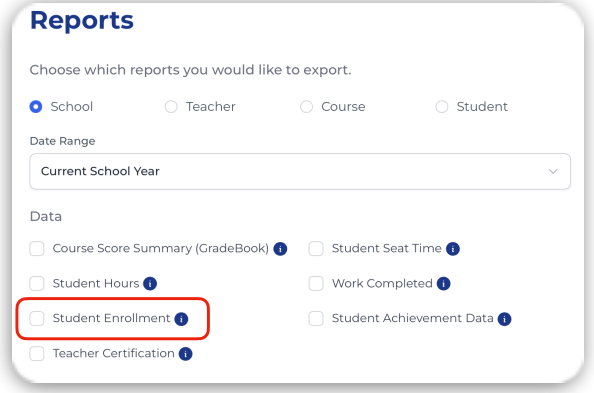 Reports
Choose which reports you would like to export.
School Teacher Course Student
Date Range
Current School Year
Data
Course Score Summary (GradeBook) i Student Seat Time i
Student Hours i Work Completed i
Student Enrollment i Student Achievement Data i
Teacher Certification i